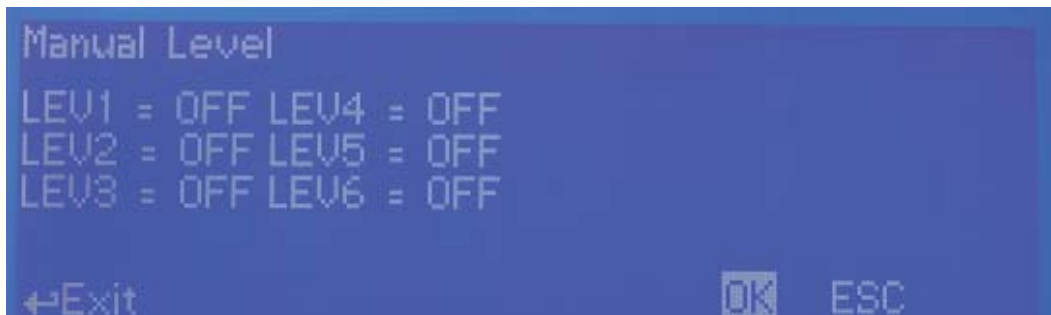 Manual Level
LEV1 = OFF LEV4 = OFF
LEV2 = OFF LEV5 = OFF
LEV3 = OFF LEV6 = OFF
↵Exit OK ESC